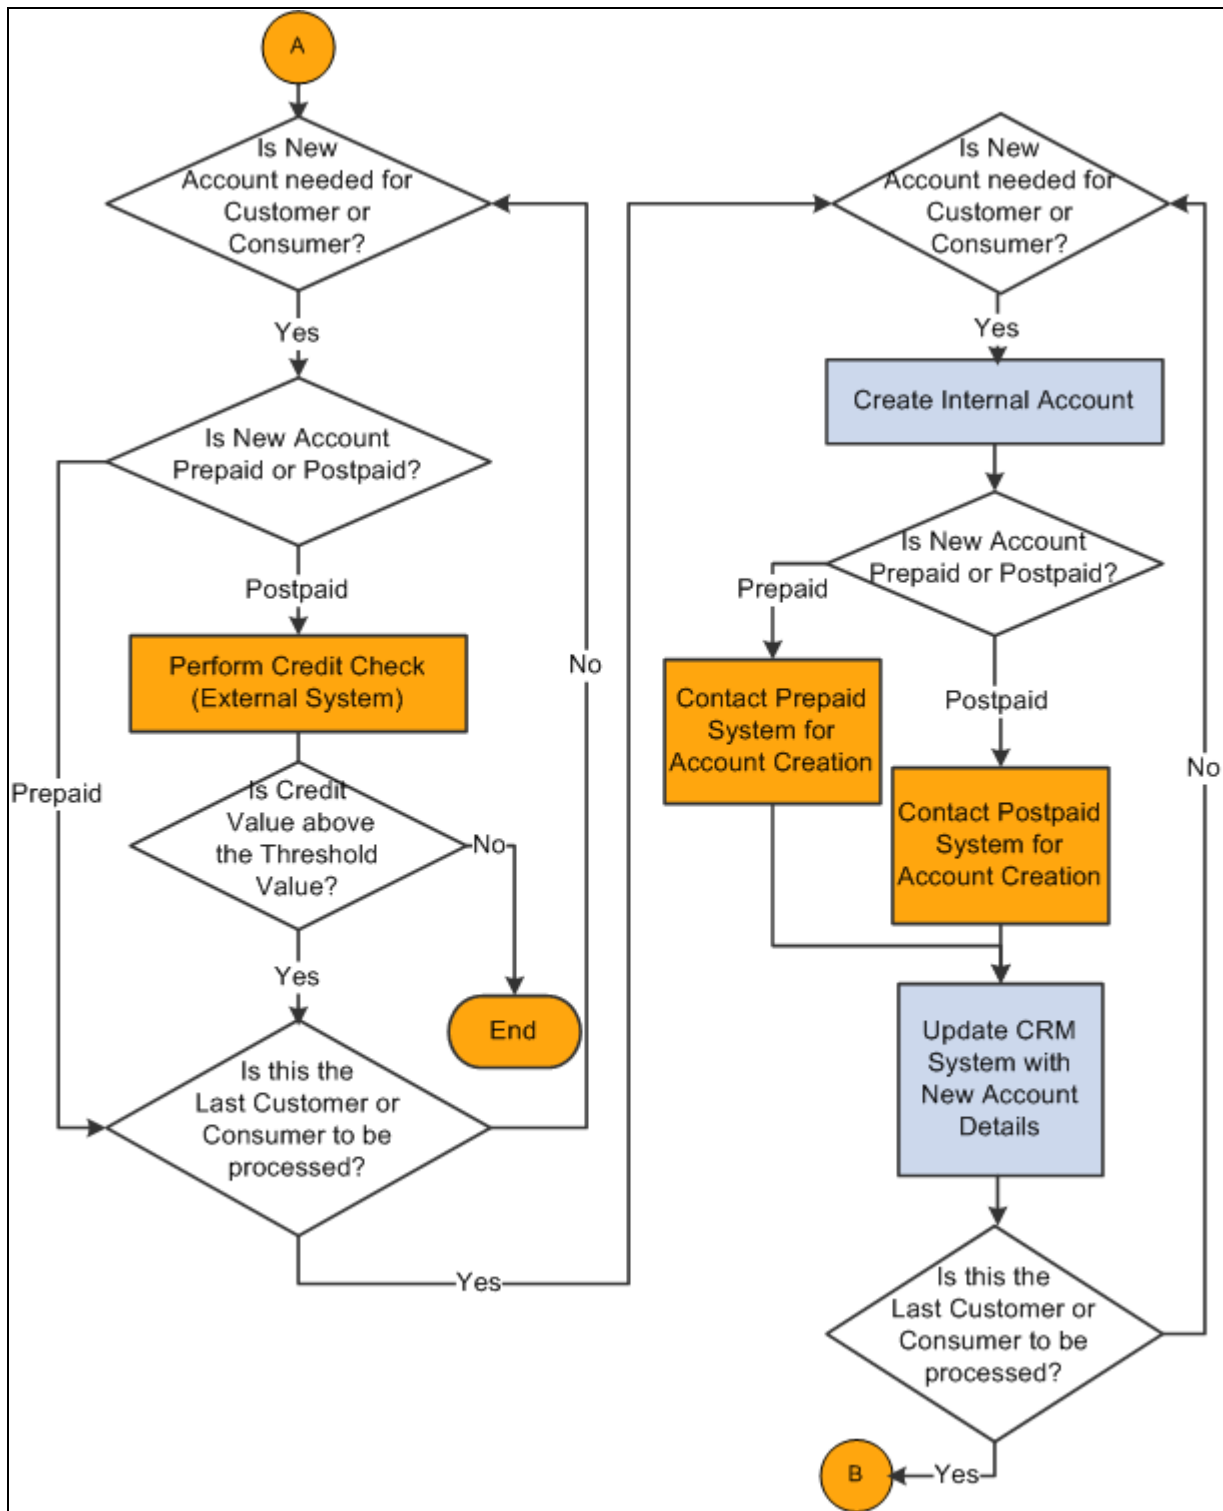 A
Is New
Account needed for
Customer or
Consumer?
Yes
Is New Account
Prepaid or Postpaid?
Postpaid
Perform Credit Check
(External System)
Prepaid
Is Credit
Value above
the Threshold
Value?
No
Yes
End
Is this the
Last Customer or
Consumer to be
processed?
No
Yes
Is New
Account needed for
Customer or
Consumer?
Yes
Create Internal Account
Is New Account
Prepaid or Postpaid?
Prepaid
Contact Prepaid
System for
Account Creation
Postpaid
Contact Postpaid
System for
Account Creation
Update CRM
System with
New Account
Details
No
Is this the
Last Customer or
Consumer to be
processed?
Yes
B